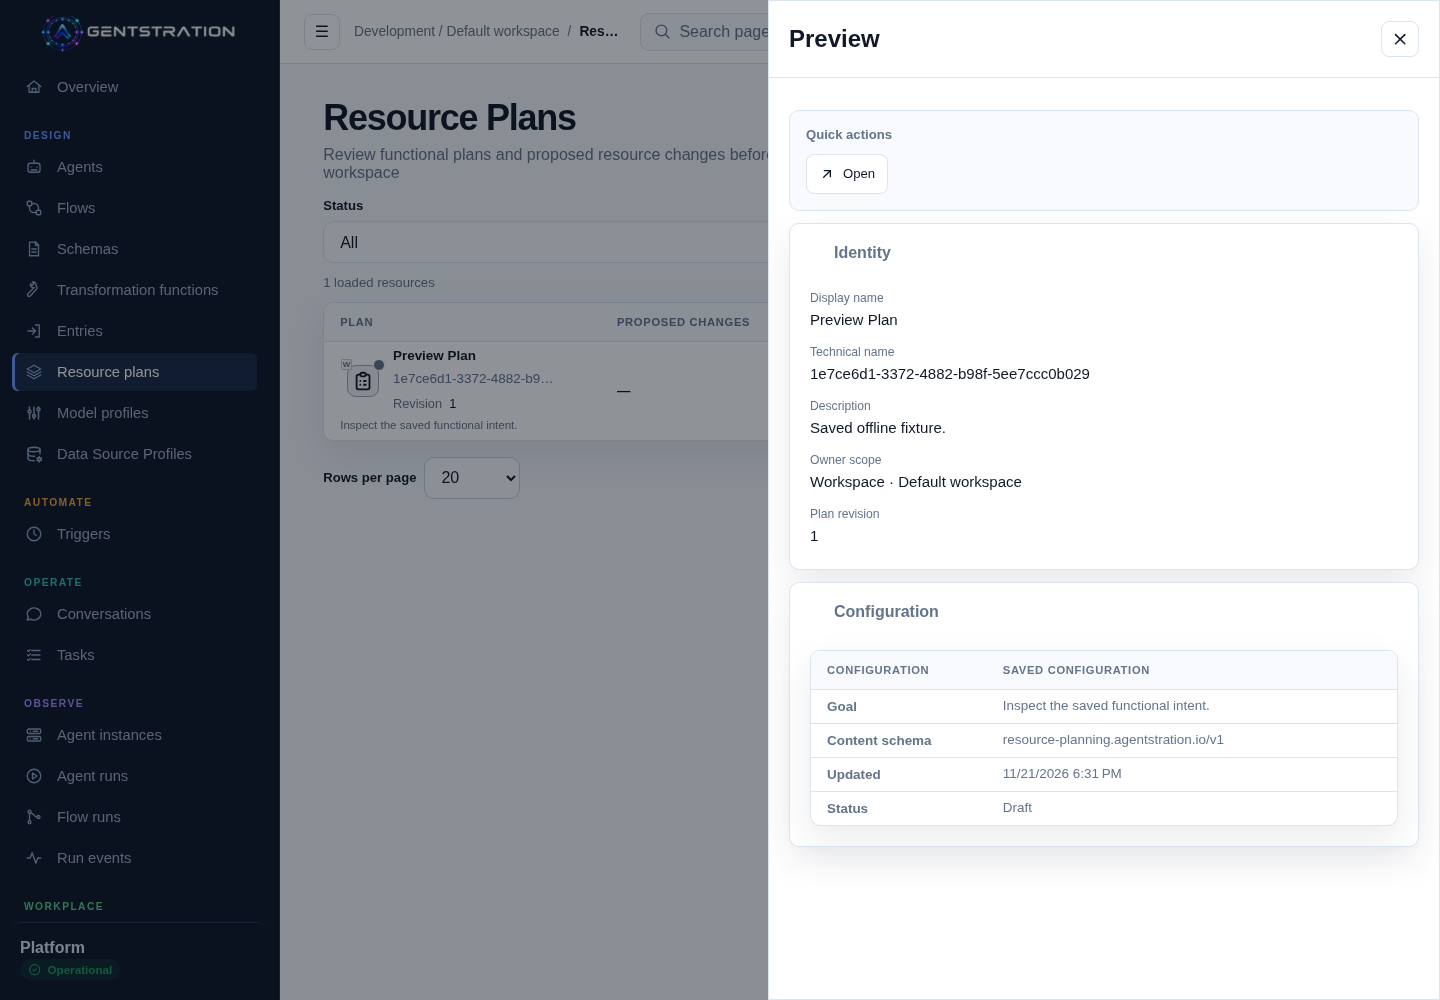 GENTSTRATION
Overview
DESIGN
Agents
Flows
Schemas
Transformation functions
Entries
Resource plans
Model profiles
Data Source Profiles
AUTOMATE
Triggers
OPERATE
Conversations
Tasks
OBSERVE
Agent instances
Agent runs
Flow runs
Run events
WORKPLACE
Platform
Operational
Development / Default workspace / Res…
Search page
Resource Plans
Review functional plans and proposed resource changes before
workspace
Status
All
1 loaded resources
PLAN PROPOSED CHANGES
W
Preview Plan
1e7ce6d1-3372-4882-b9…
Revision 1
—
Inspect the saved functional intent.
Rows per page 20
Preview
Quick actions
Open
Identity
Display name
Preview Plan
Technical name
1e7ce6d1-3372-4882-b98f-5ee7ccc0b029
Description
Saved offline fixture.
Owner scope
Workspace · Default workspace
Plan revision
1
Configuration
CONFIGURATION SAVED CONFIGURATION
Goal Inspect the saved functional intent.
Content schema resource-planning.agentstration.io/v1
Updated 11/21/2026 6:31 PM
Status Draft